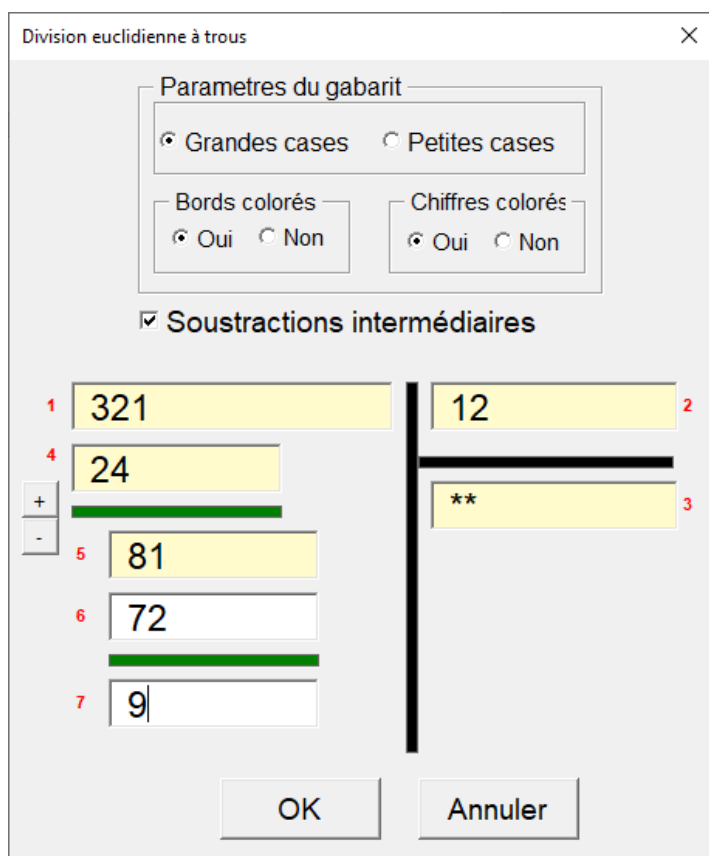 Division euclidienne à trous
Parametres du gabarit
Grandes cases Petites cases
Bords colorés Chiffres colorés
Oui Non Oui Non
Soustractions intermédiaires
1 321 12 2
4 24
+ ** 3
-
5 81
6 72
7 9
OK Annuler